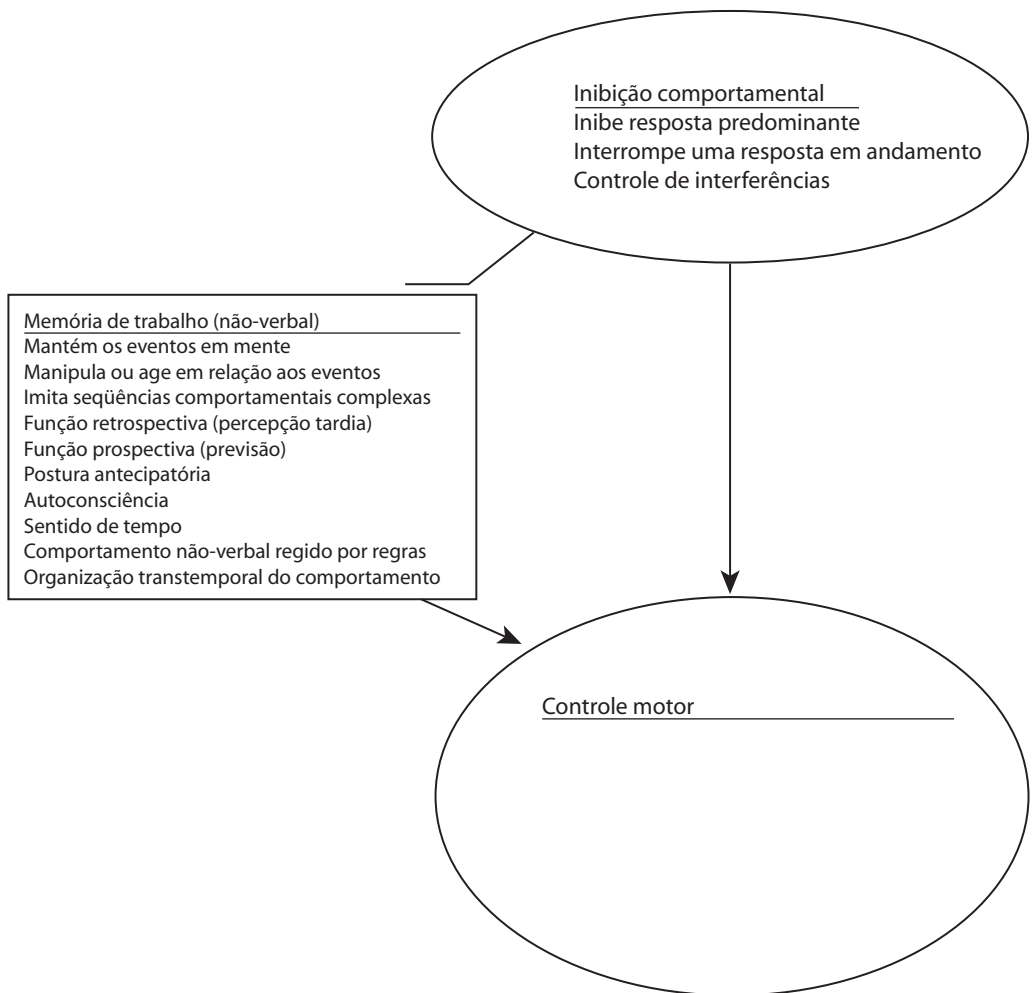 Inibição comportamental
Inibe resposta predominante
Interrompe uma resposta em andamento
Controle de interferências
Memória de trabalho (não-verbal)
Mantém os eventos em mente
Manipula ou age em relação aos eventos
Imita seqüências comportamentais complexas
Função retrospectiva (percepção tardia)
Função prospectiva (previsão)
Postura antecipatória
Autoconsciência
Sentido de tempo
Comportamento não-verbal regido por regras
Organização transtemporal do comportamento
Controle motor